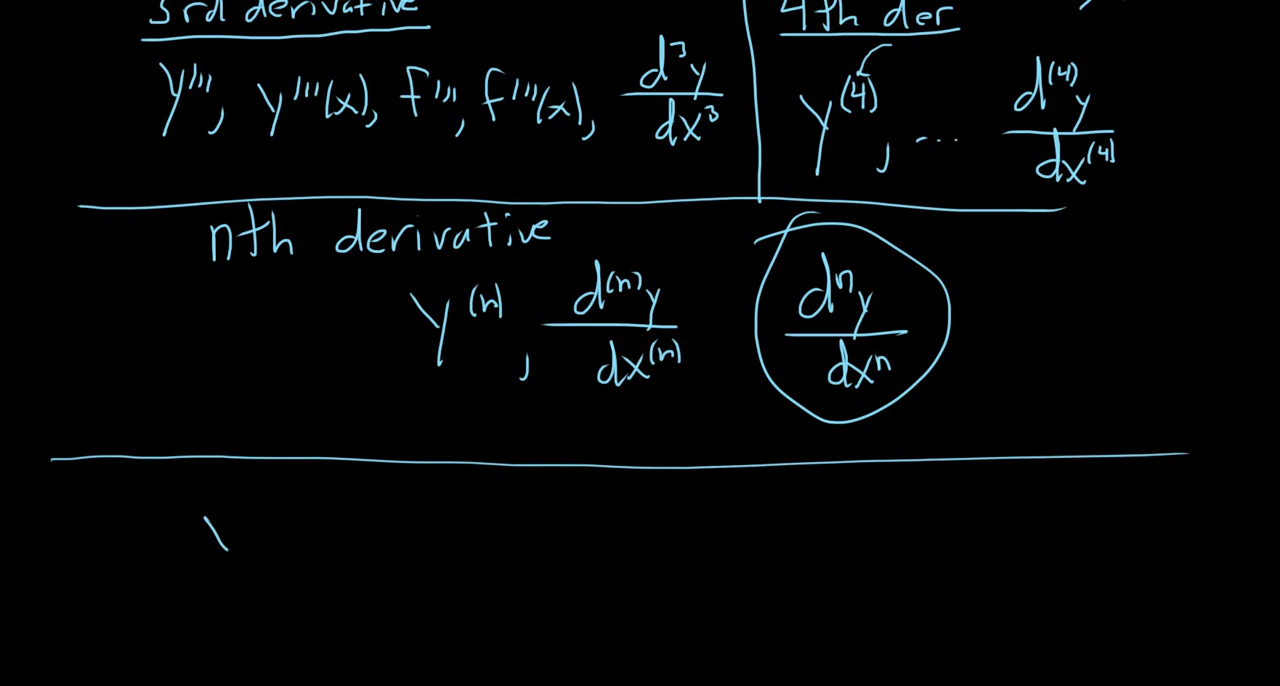 3rd derivative
y''', y'''(x), f''', f'''(x), d³y/dx³
4th der
y⁽⁴⁾, ... d⁽⁴⁾y/dx⁽⁴⁾
nth derivative
y⁽ⁿ⁾, d⁽ⁿ⁾y/dx⁽ⁿ⁾ dⁿy/dxⁿ